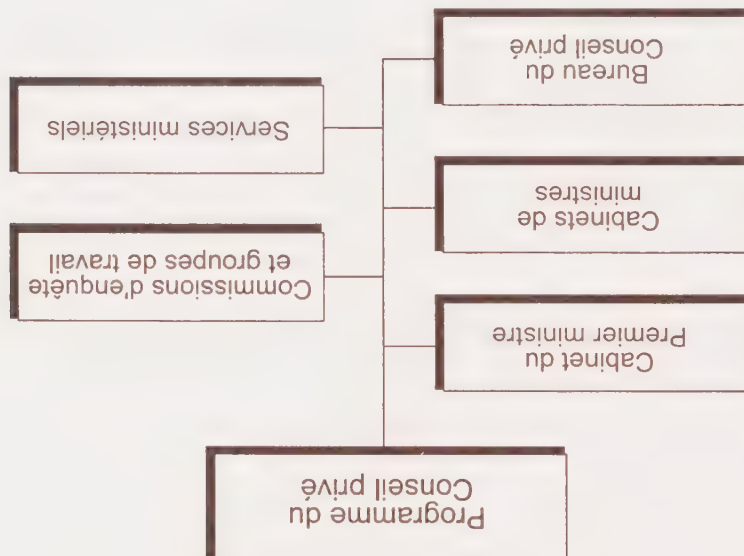 Programme du
Conseil privé
Cabinet du
Premier ministre
Commissions d'enquête
et groupes de travail
Cabinets de
ministres
Services ministériels
Bureau du
Conseil privé